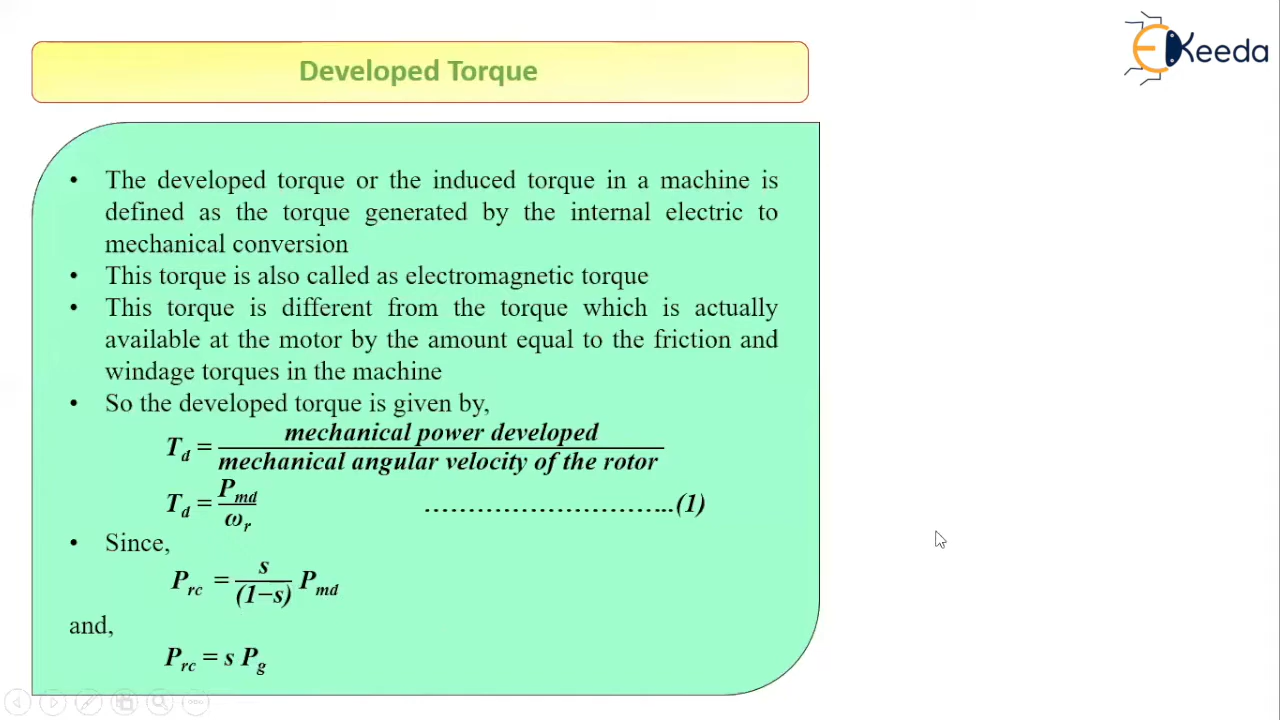 EKeeda
Developed Torque
• The developed torque or the induced torque in a machine is
defined as the torque generated by the internal electric to
mechanical conversion
• This torque is also called as electromagnetic torque
• This torque is different from the torque which is actually
available at the motor by the amount equal to the friction and
windage torques in the machine
• So the developed torque is given by,
T_d = mechanical power developed / mechanical angular velocity of the rotor
T_d = P_md / ω_r ………………………..(1)
• Since,
P_rc = s / (1−s) P_md
and,
P_rc = s P_g